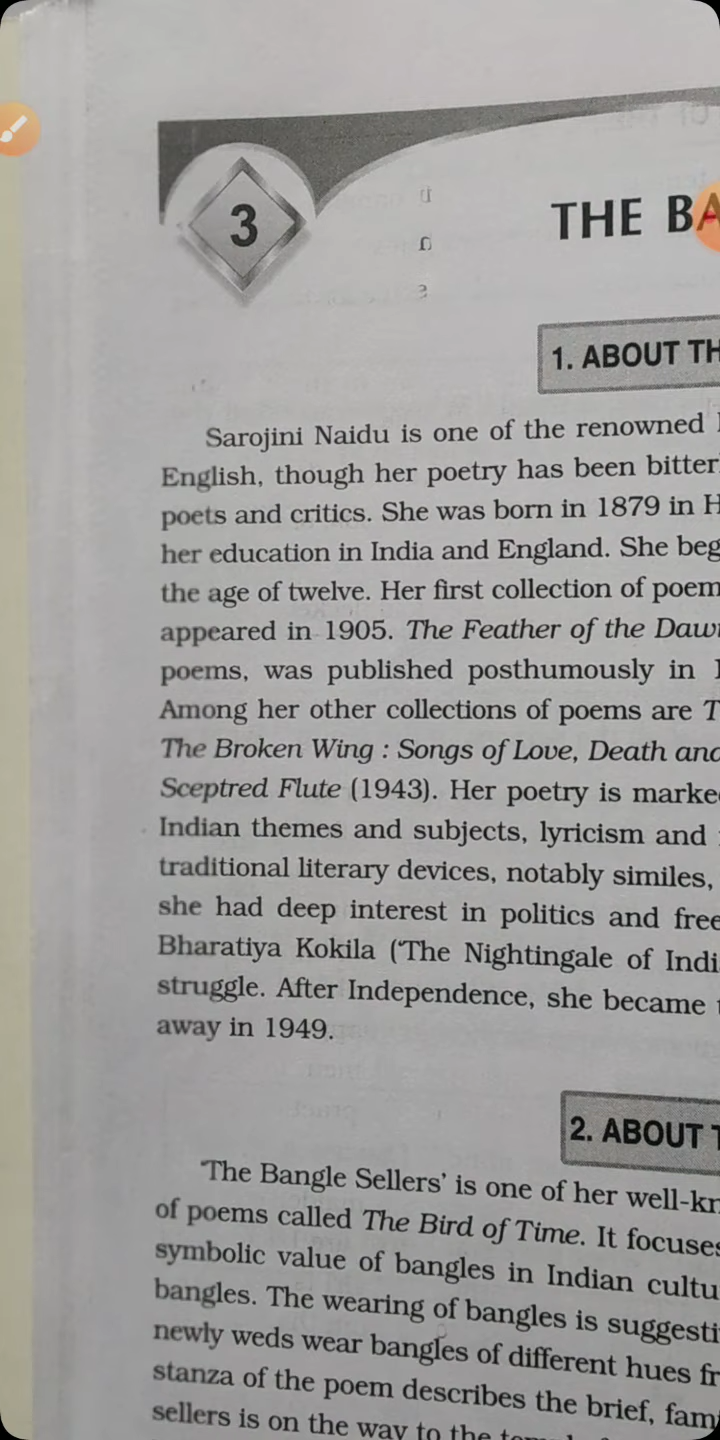 3
THE BA
1. ABOUT TH
Sarojini Naidu is one of the renowned
English, though her poetry has been bitter
poets and critics. She was born in 1879 in H
her education in India and England. She beg
the age of twelve. Her first collection of poem
appeared in 1905. The Feather of the Daw
poems, was published posthumously in
Among her other collections of poems are T
The Broken Wing : Songs of Love, Death and
Sceptred Flute (1943). Her poetry is marke
Indian themes and subjects, lyricism and
traditional literary devices, notably similes,
she had deep interest in politics and free
Bharatiya Kokila ('The Nightingale of Indi
struggle. After Independence, she became
away in 1949.
2. ABOUT T
'The Bangle Sellers' is one of her well-kn
of poems called The Bird of Time. It focuses
symbolic value of bangles in Indian cultu
bangles. The wearing of bangles is suggesti
newly weds wear bangles of different hues fr
stanza of the poem describes the brief, fam
sellers is on the way to the